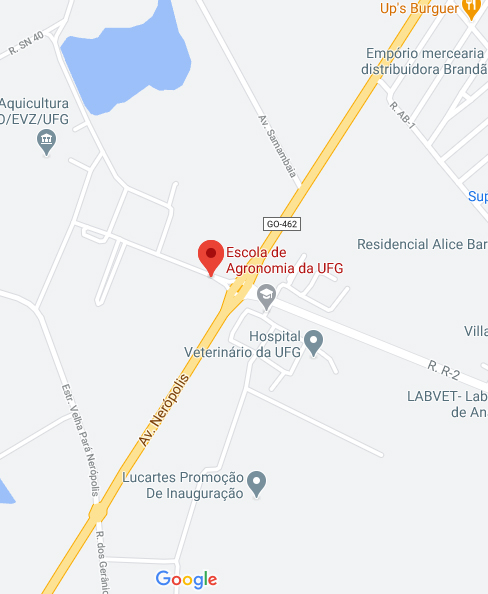 Up's Burguer
R. SN 40
Empório mercearia
distribuidora Brandã
Aquicultura
O/EVZ/UFG
R. AB-1
Av. Samambaia
Sup
GO-462
Residencial Alice Bar
Escola de
Agronomia da UFG
Villa
Hospital
Veterinário da UFG
R. R-2
LABVET- Lab
de Aná
Av. Nerópolis
Estr. Velha Pará Nerópolis
Lucartes Promoção
De Inauguração
R. dos Gerânio
Google